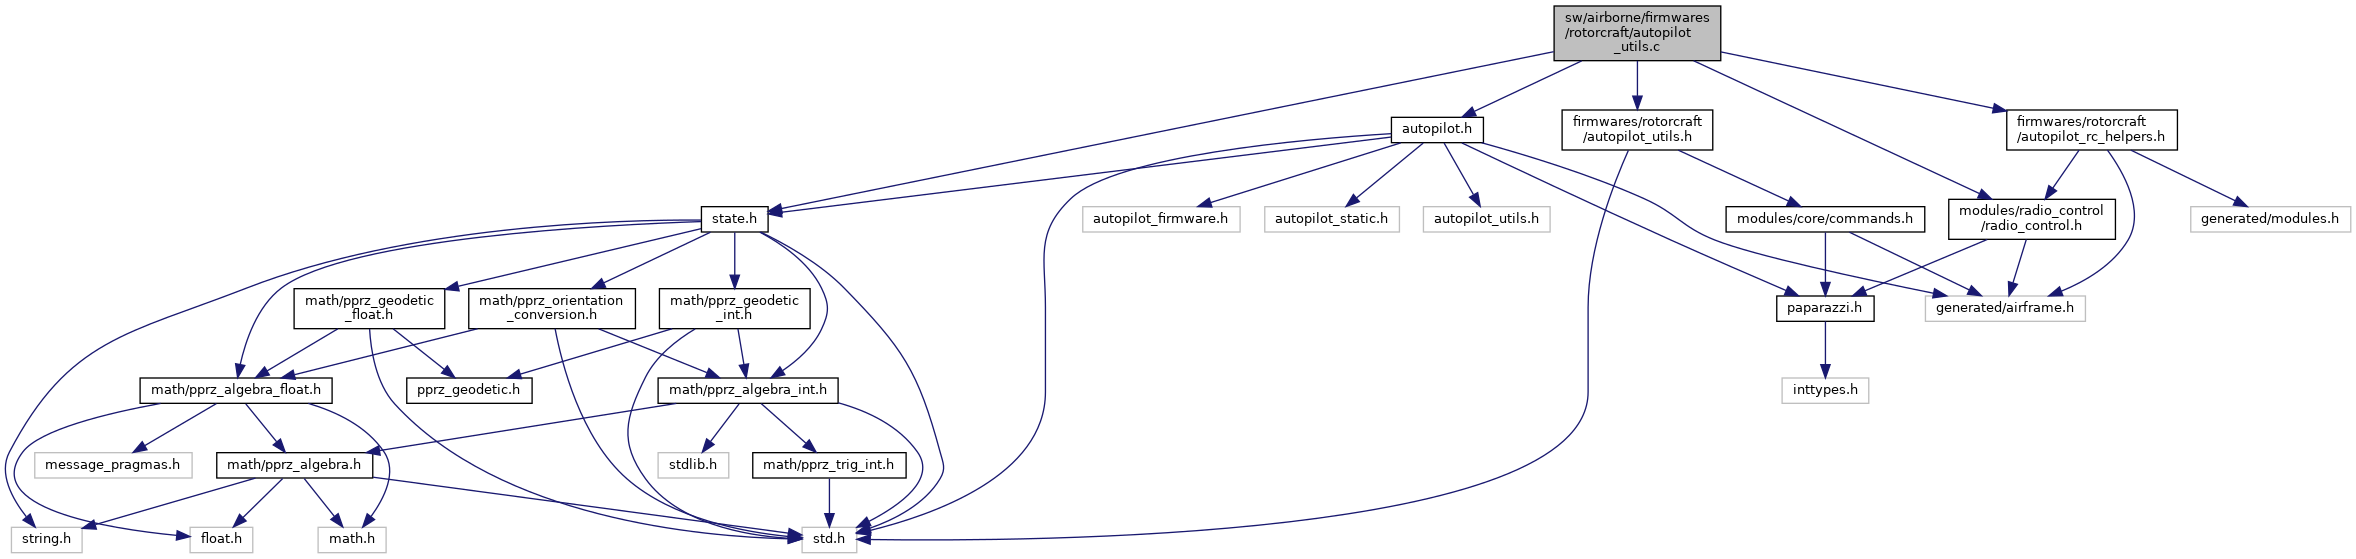 sw/airborne/firmwares
/rotorcraft/autopilot
_utils.c
autopilot.h
firmwares/rotorcraft
/autopilot_utils.h
firmwares/rotorcraft
/autopilot_rc_helpers.h
state.h
autopilot_firmware.h
autopilot_static.h
autopilot_utils.h
modules/core/commands.h
modules/radio_control
/radio_control.h
generated/modules.h
math/pprz_geodetic
_float.h
math/pprz_orientation
_conversion.h
math/pprz_geodetic
_int.h
paparazzi.h
generated/airframe.h
math/pprz_algebra_float.h
pprz_geodetic.h
math/pprz_algebra_int.h
inttypes.h
message_pragmas.h
math/pprz_algebra.h
stdlib.h
math/pprz_trig_int.h
string.h
float.h
math.h
std.h